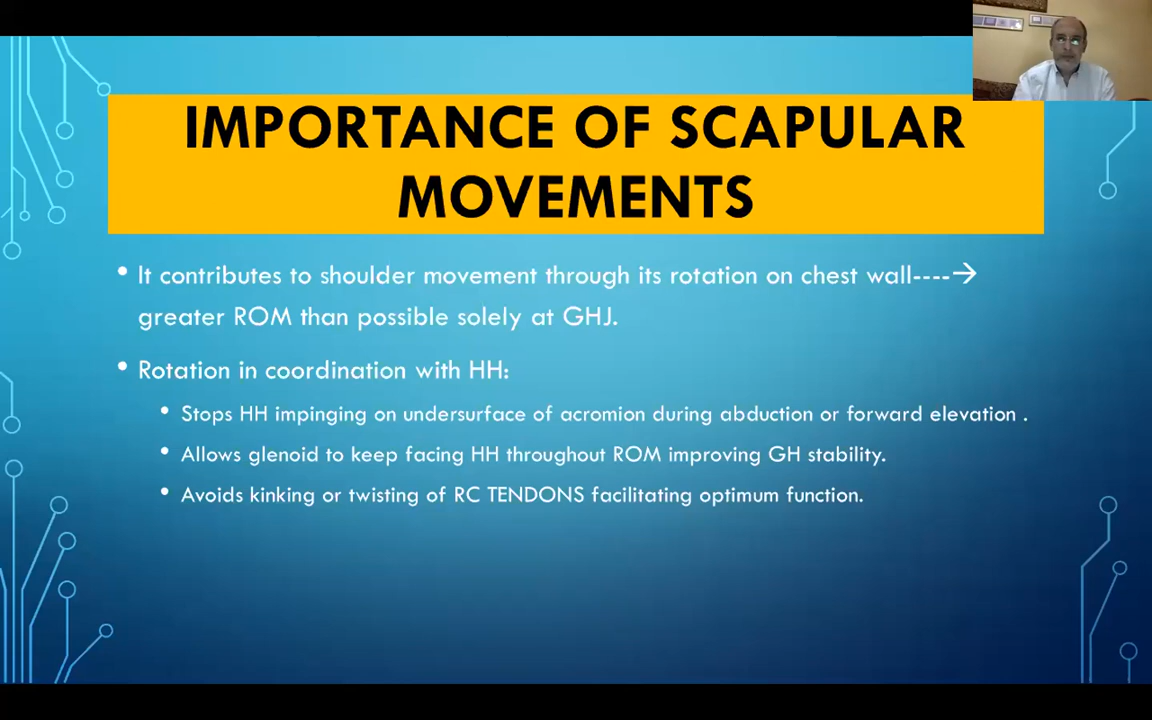 IMPORTANCE OF SCAPULAR
MOVEMENTS
• It contributes to shoulder movement through its rotation on chest wall----→
greater ROM than possible solely at GHJ.
• Rotation in coordination with HH:
• Stops HH impinging on undersurface of acromion during abduction or forward elevation .
• Allows glenoid to keep facing HH throughout ROM improving GH stability.
• Avoids kinking or twisting of RC TENDONS facilitating optimum function.